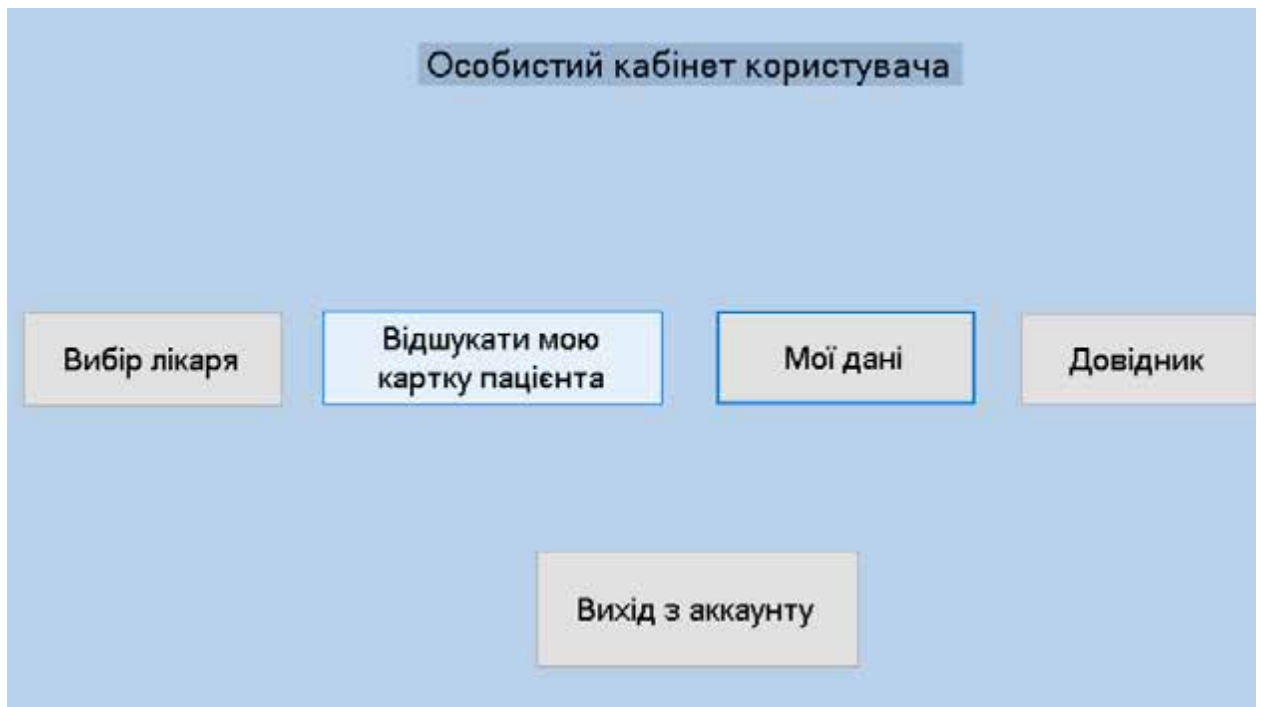 Особистий кабінет користувача
Вибір лікаря
Відшукати мою
картку пацієнта
Мої дані
Довідник
Вихід з аккаунту